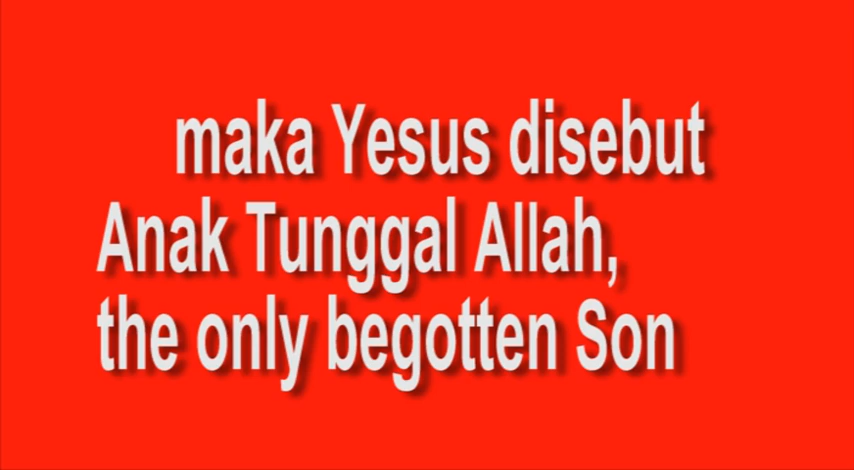 maka Yesus disebut
Anak Tunggal Allah,
the only begotten Son